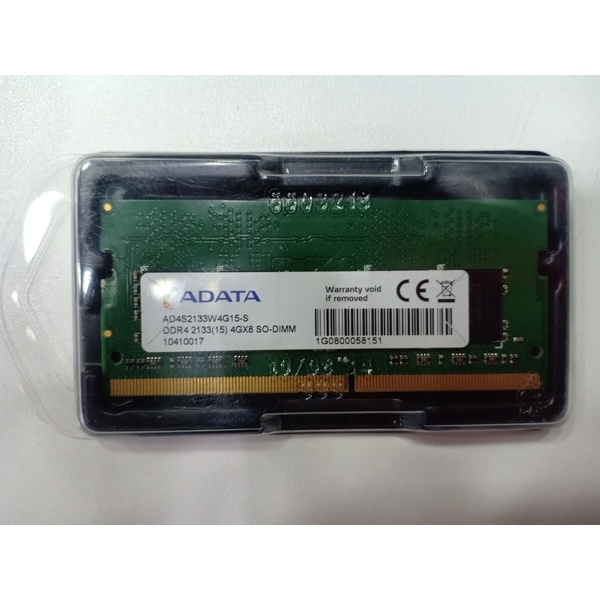 ADATA
Warranty void
if removed
CE
AD4S2133W4G15-S
DDR4 2133(15) 4GX8 SO-DIMM
10410017
1G0800058151